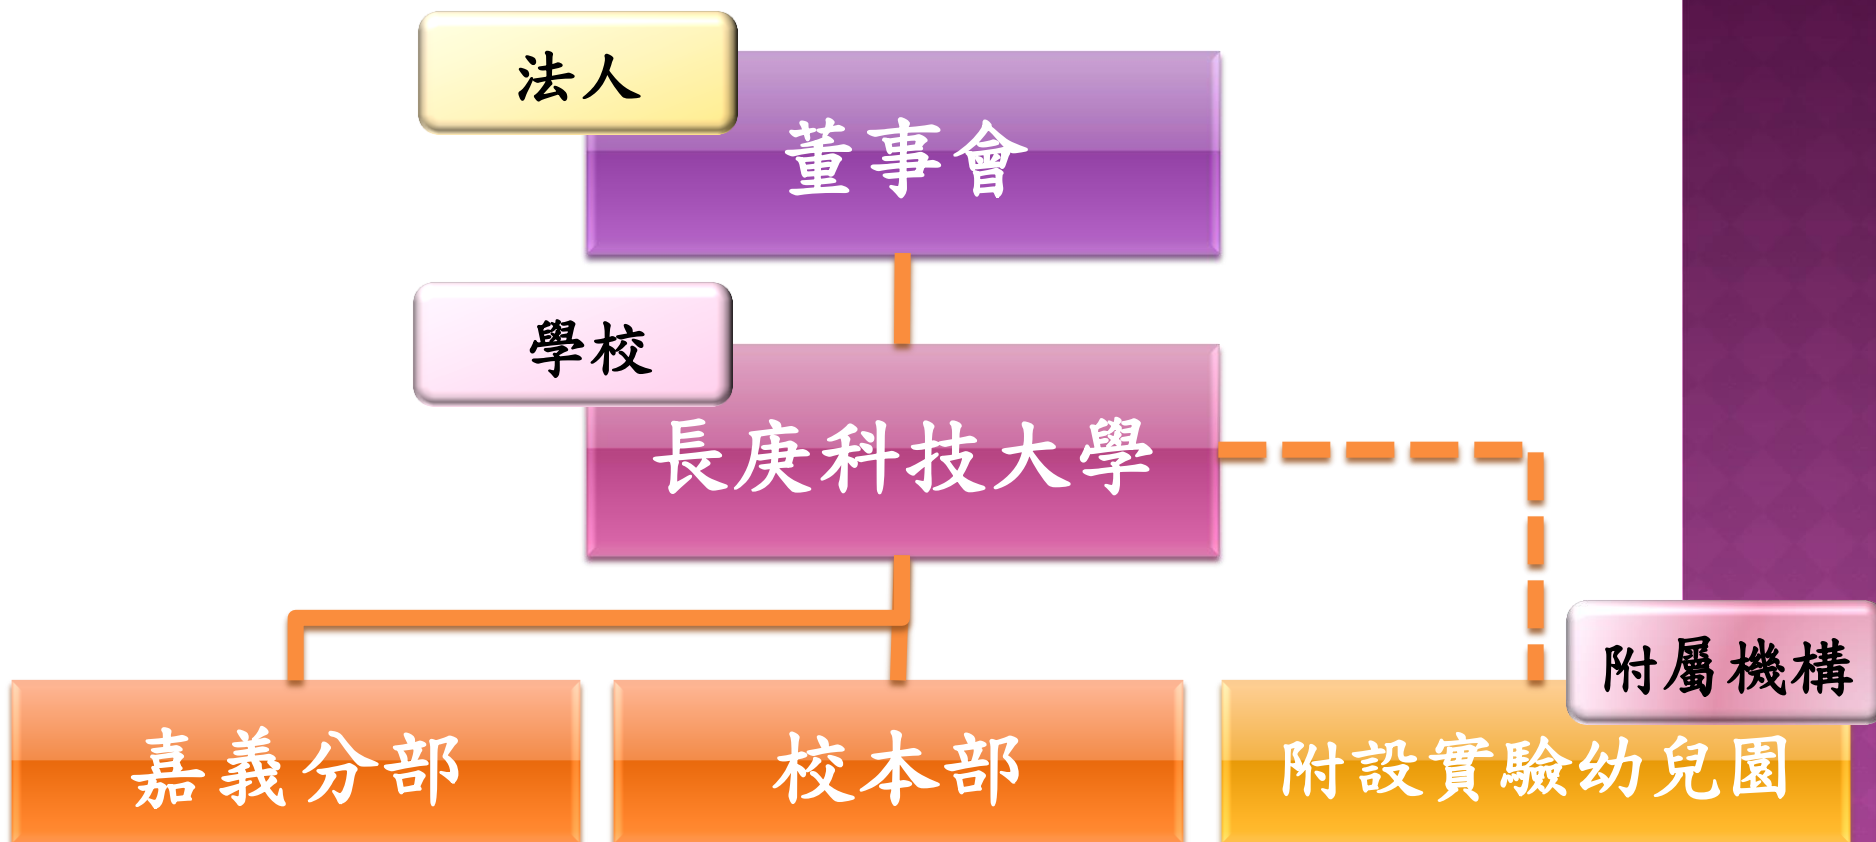 法人
董事會
學校
長庚科技大學
附屬機構
嘉義分部
校本部
附設實驗幼兒園